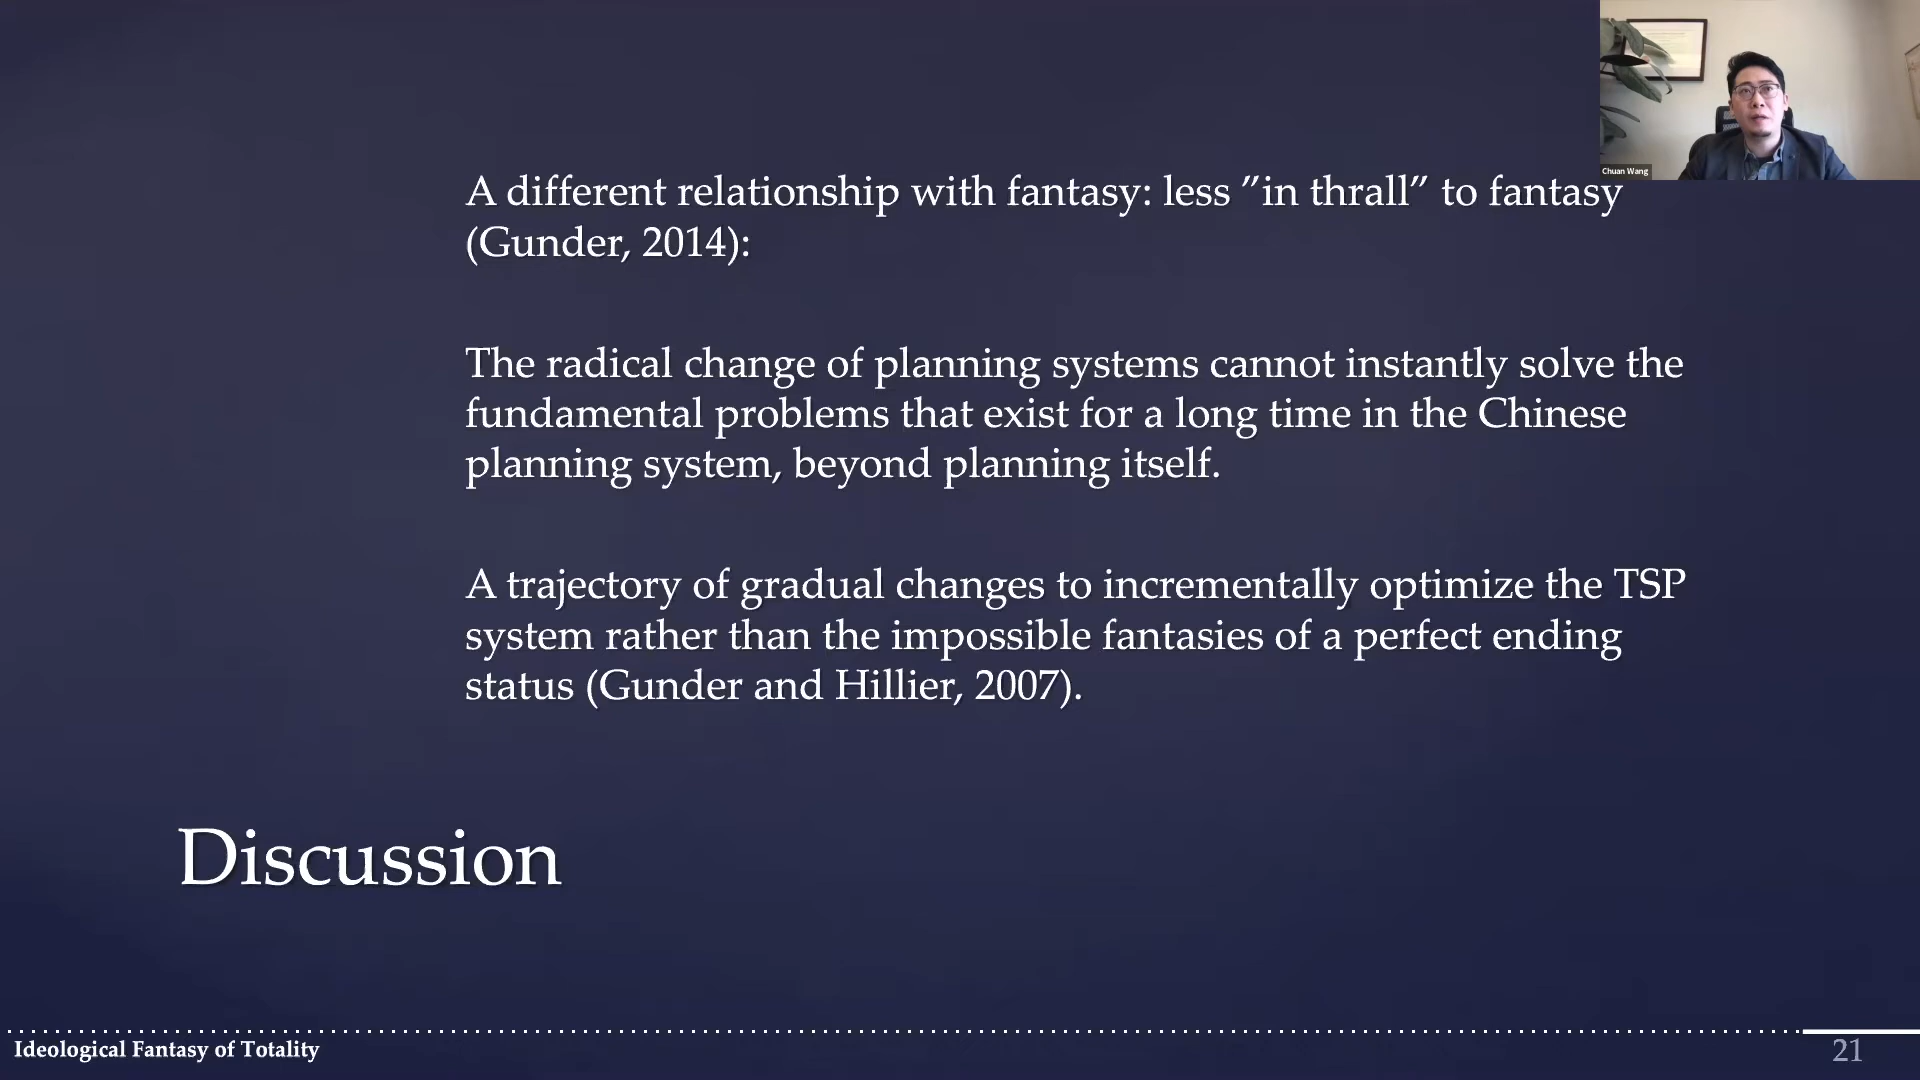 Chuan Wang
A different relationship with fantasy: less ”in thrall” to fantasy
(Gunder, 2014):
The radical change of planning systems cannot instantly solve the
fundamental problems that exist for a long time in the Chinese
planning system, beyond planning itself.
A trajectory of gradual changes to incrementally optimize the TSP
system rather than the impossible fantasies of a perfect ending
status (Gunder and Hillier, 2007).
Discussion
Ideological Fantasy of Totality
21